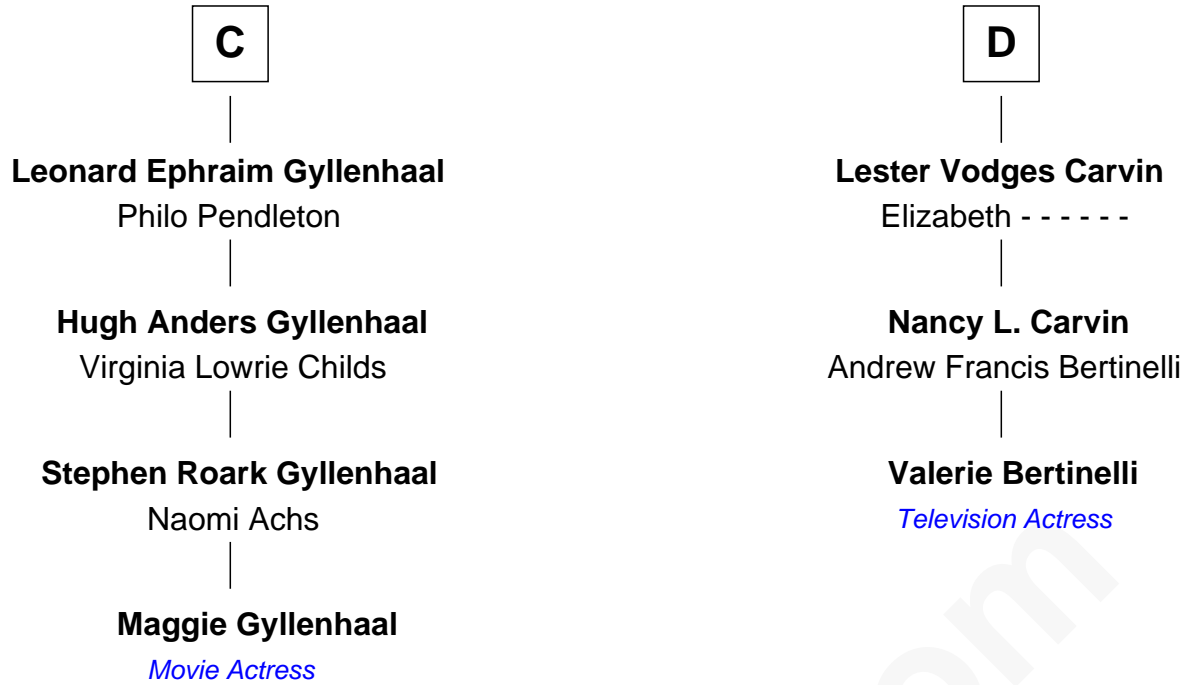 C
Leonard Ephraim Gyllenhaal
Philo Pendleton
Hugh Anders Gyllenhaal
Virginia Lowrie Childs
Stephen Roark Gyllenhaal
Naomi Achs
Maggie Gyllenhaal
Movie Actress
D
Lester Vodges Carvin
Elizabeth - - - - - -
Nancy L. Carvin
Andrew Francis Bertinelli
Valerie Bertinelli
Television Actress
om